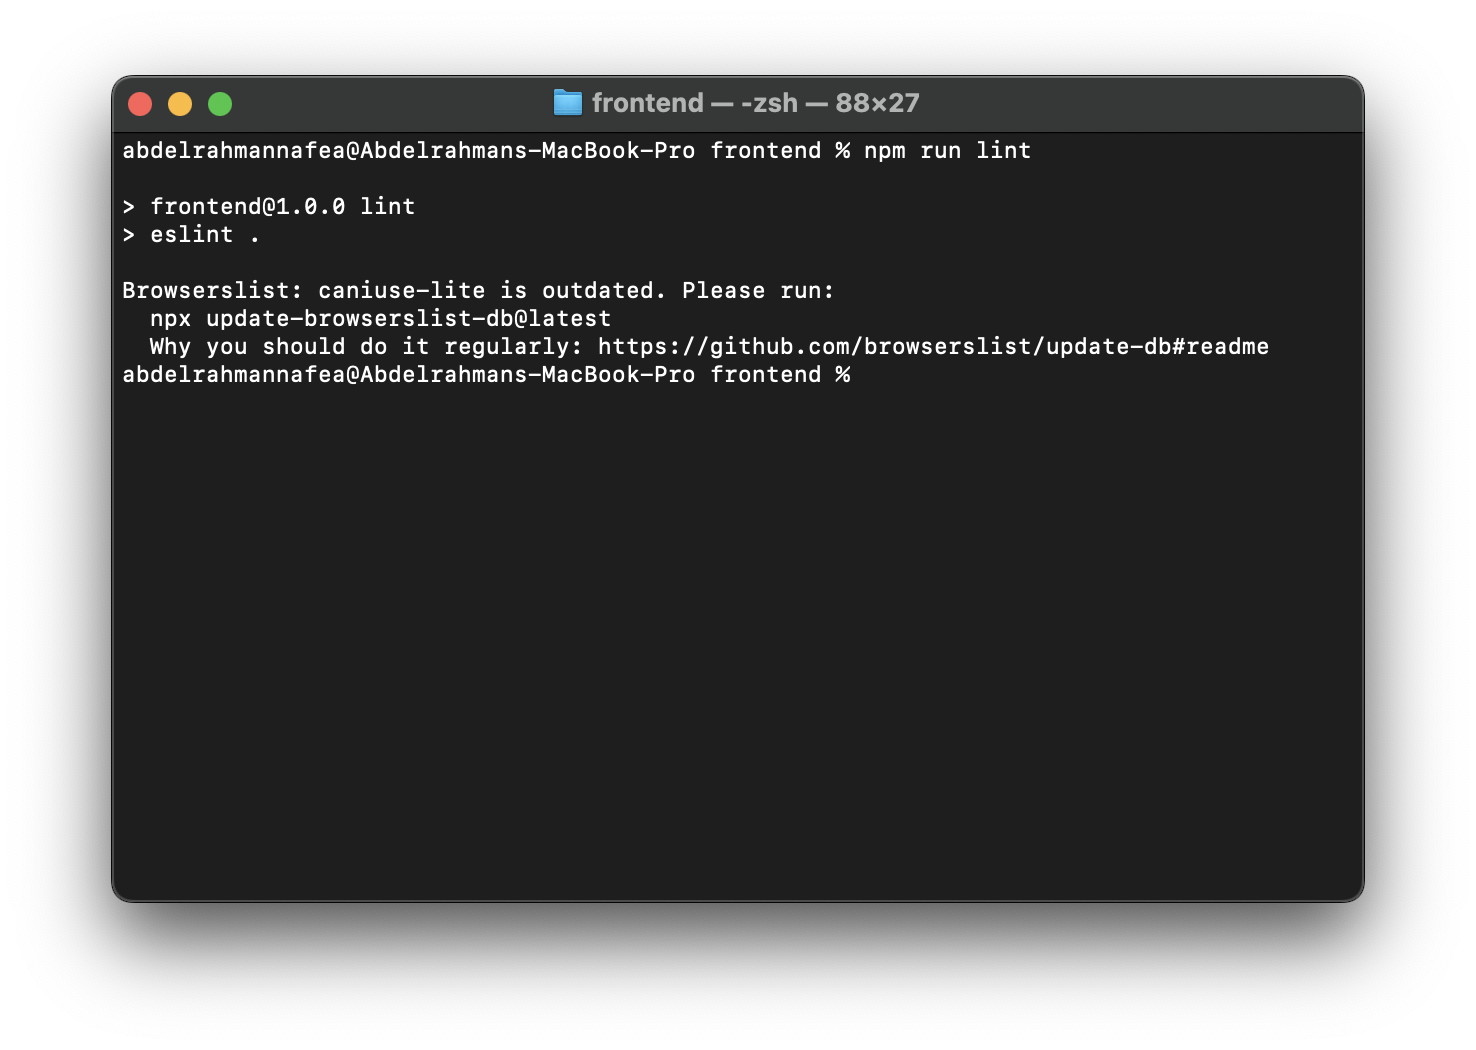 frontend — -zsh — 88×27
abdelrahmannafea@Abdelrahmans-MacBook-Pro frontend % npm run lint
> frontend@1.0.0 lint
> eslint .
Browserslist: caniuse-lite is outdated. Please run:
  npx update-browserslist-db@latest
  Why you should do it regularly: https://github.com/browserslist/update-db#readme
abdelrahmannafea@Abdelrahmans-MacBook-Pro frontend %